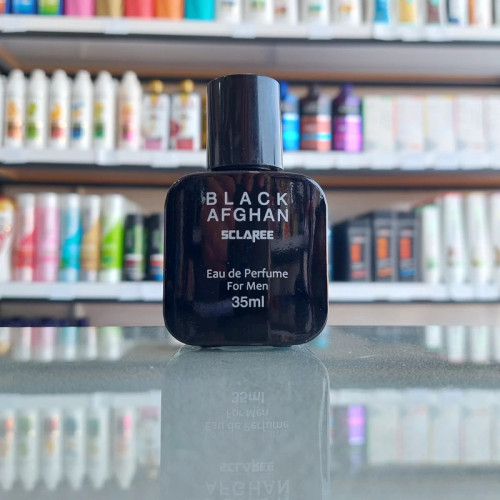 BLACK
AFGHAN
SCLAREE
Eau de Perfume
For Men
35ml